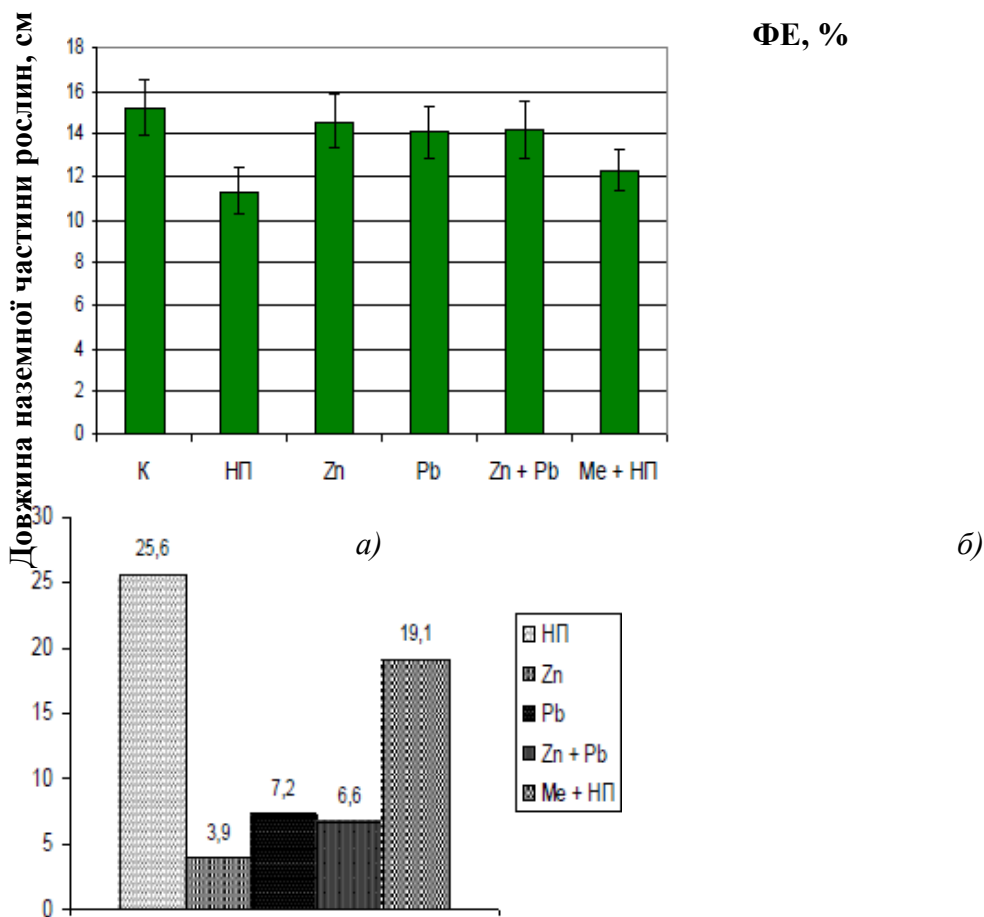 ФЕ, %
Довжина наземної частини рослин, см
18
16
14
12
10
8
6
4
2
0
К НП Zn Pb Zn + Pb Me + НП
а) б)
30
25
20
15
10
5
0
25,6
3,9
7,2
6,6
19,1
НП
Zn
Pb
Zn + Pb
Me + НП